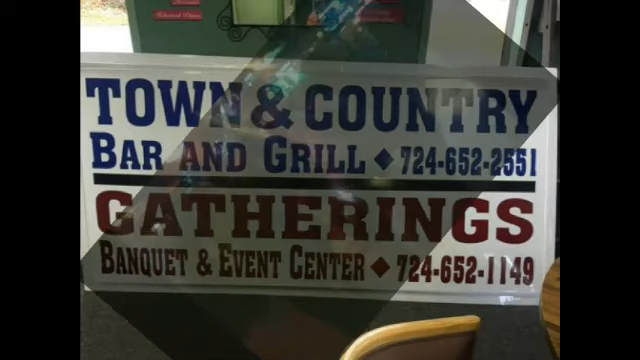 TOWN & COUNTRY
BAR AND GRILL ◆ 724-652-2551
GATHERINGS
BANQUET & EVENT CENTER ◆ 724-652-1149